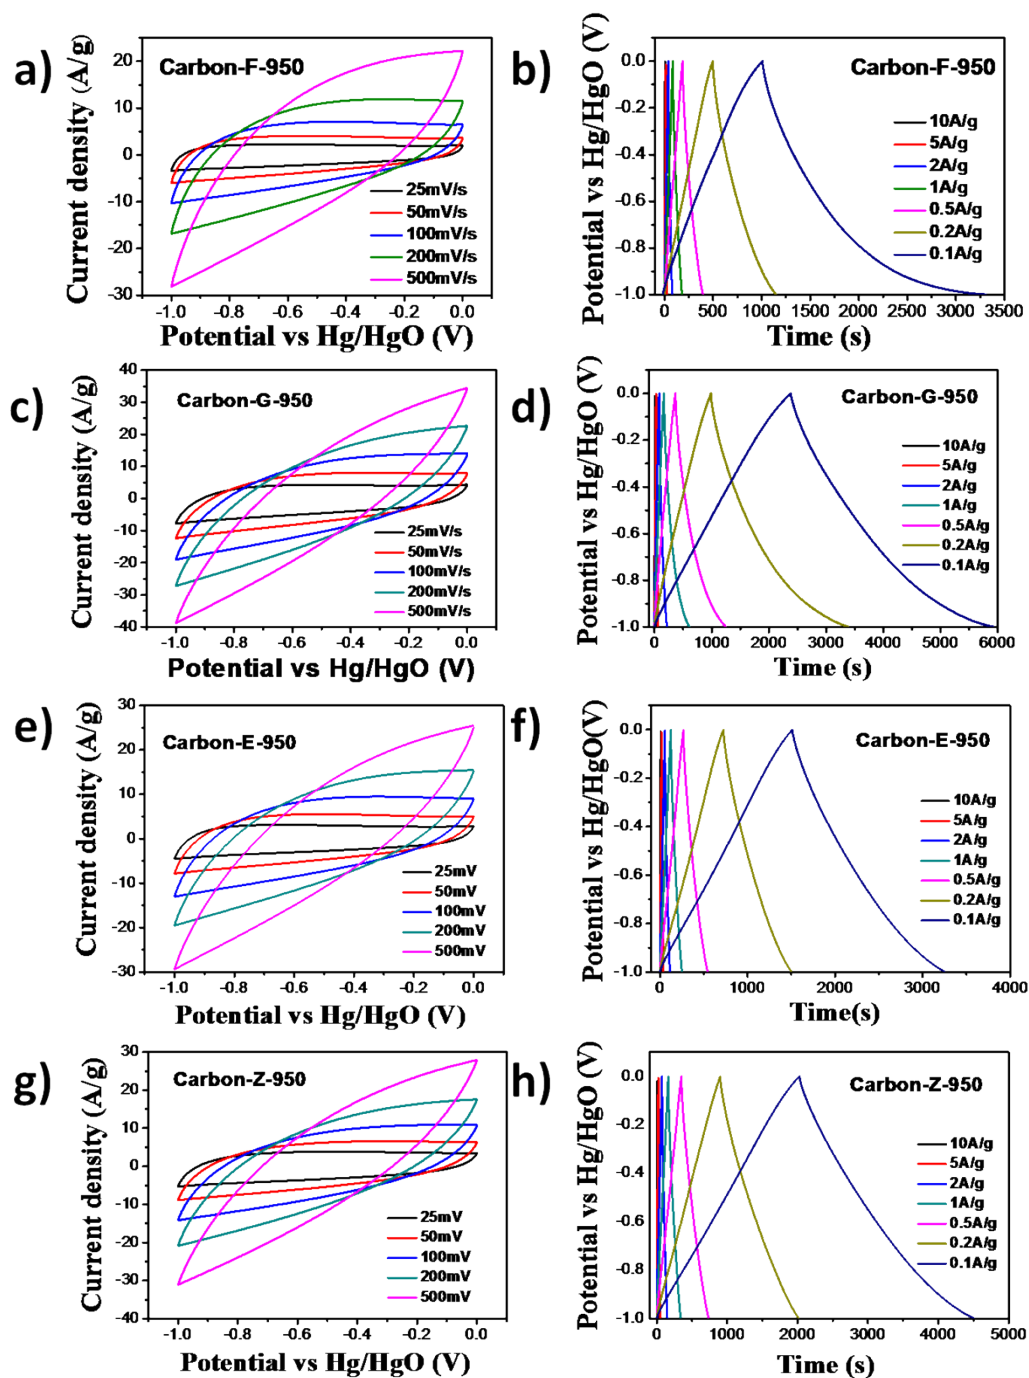 a)
Current density (A/g)
Carbon-F-950
20
10
0
-10
-20
-30
25mV/s
50mV/s
100mV/s
200mV/s
500mV/s
-1.0 -0.8 -0.6 -0.4 -0.2 0.0
Potential vs Hg/HgO (V)
b)
Potential vs Hg/HgO (V)
Carbon-F-950
0.0
-0.2
-0.4
-0.6
-0.8
-1.0
10A/g
5A/g
2A/g
1A/g
0.5A/g
0.2A/g
0.1A/g
0 500 1000 1500 2000 2500 3000 3500
Time (s)
c)
Current density (A/g)
Carbon-G-950
40
30
20
10
0
-10
-20
-30
-40
25mV/s
50mV/s
100mV/s
200mV/s
500mV/s
-1.0 -0.8 -0.6 -0.4 -0.2 0.0
Potential vs Hg/HgO (V)
d)
Potential vs Hg/HgO (V)
Carbon-G-950
0.0
-0.2
-0.4
-0.6
-0.8
-1.0
10A/g
5A/g
2A/g
1A/g
0.5A/g
0.2A/g
0.1A/g
0 1000 2000 3000 4000 5000 6000
Time (s)
e)
Current density (A/g)
Carbon-E-950
30
20
10
0
-10
-20
-30
25mV
50mV
100mV
200mV
500mV
-1.0 -0.8 -0.6 -0.4 -0.2 0.0
Potential vs Hg/HgO (V)
f)
Potential vs Hg/HgO(V)
Carbon-E-950
0.0
-0.2
-0.4
-0.6
-0.8
-1.0
10A/g
5A/g
2A/g
1A/g
0.5A/g
0.2A/g
0.1A/g
0 1000 2000 3000 4000
Time(s)
g)
Current density (A/g)
Carbon-Z-950
30
20
10
0
-10
-20
-30
-40
25mV
50mV
100mV
200mV
500mV
-1.0 -0.8 -0.6 -0.4 -0.2 0.0
Potential vs Hg/HgO (V)
h)
Potential vs Hg/HgO (V)
Carbon-Z-950
0.0
-0.2
-0.4
-0.6
-0.8
-1.0
10A/g
5A/g
2A/g
1A/g
0.5A/g
0.2A/g
0.1A/g
0 1000 2000 3000 4000 5000
Time (s)